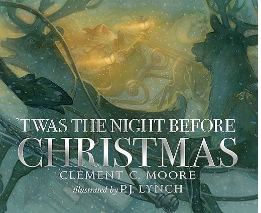 'TWAS THE NIGHT BEFORE
CHRISTMAS
CLEMENT C. MOORE
illustrated by P.J. LYNCH